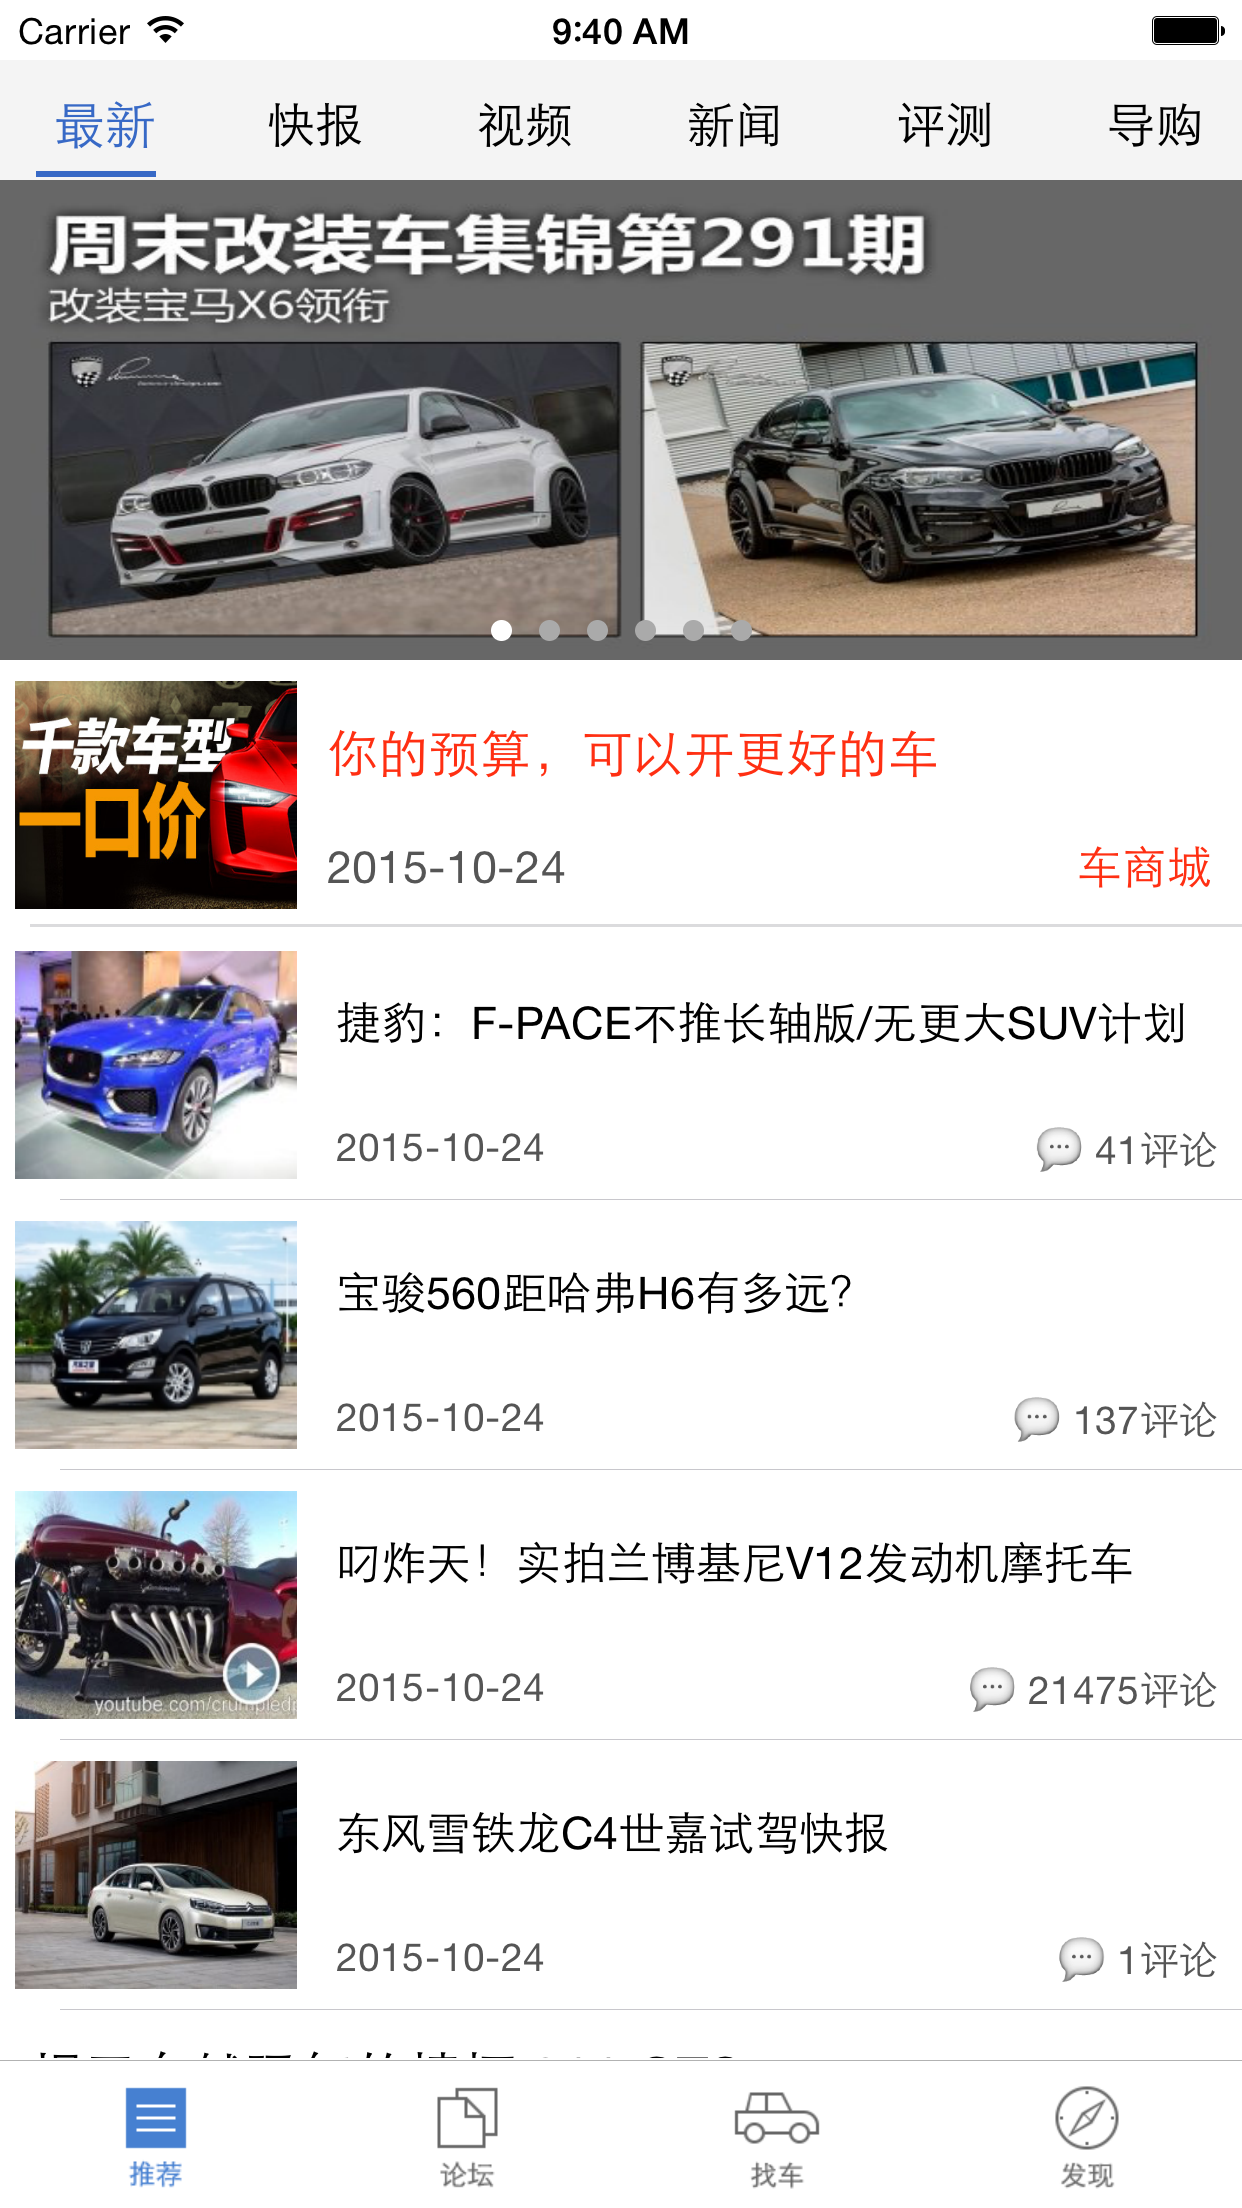 Carrier 9:40 AM
最新 快报 视频 新闻 评测 导购
周末改装车集锦第291期
改装宝马X6领衔
千款车型
一口价
你的预算，可以开更好的车
2015-10-24 车商城
捷豹：F-PACE不推长轴版/无更大SUV计划
2015-10-24 41评论
宝骏560距哈弗H6有多远？
2015-10-24 137评论
叼炸天！实拍兰博基尼V12发动机摩托车
youtube.com/crumpledr
2015-10-24 21475评论
东风雪铁龙C4世嘉试驾快报
2015-10-24 1评论
推荐 论坛 找车 发现